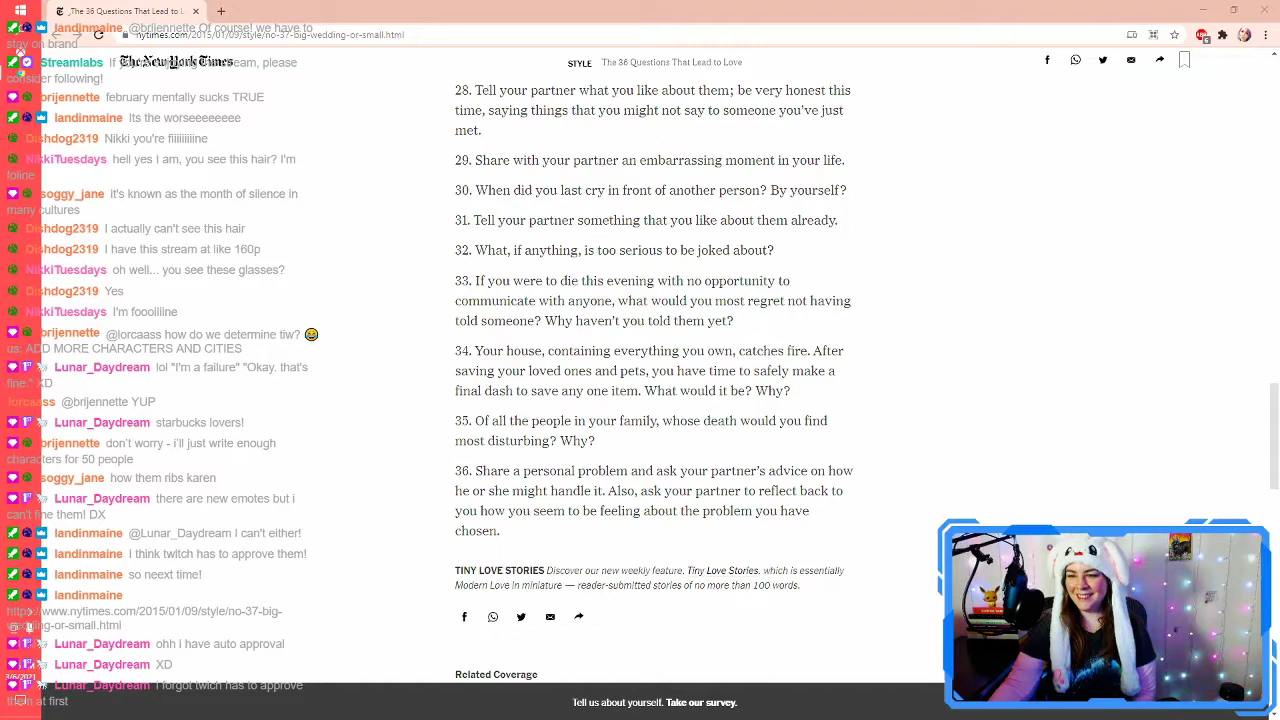 The 36 Questions That Lead to L
nytimes.com/2015/01/09/style/no-37-big-wedding-or-small.html
The New York Times
STYLE The 36 Questions That Lead to Love
landinmaine @brijennette Of course! we have to
stay on brand
Streamlabs If you enjoy the stream, please
consider following!
brijennette february mentally sucks TRUE
landinmaine Its the worseeeeeeee
Dishdog2319 Nikki you're fiiiiiiiiine
NikkiTuesdays hell yes I am, you see this hair? I'm
foline
soggy_jane it's known as the month of silence in
many cultures
Dishdog2319 I actually can't see this hair
Dishdog2319 I have this stream at like 160p
NikkiTuesdays oh well... you see these glasses?
Dishdog2319 Yes
NikkiTuesdays I'm foooliiine
brijennette @lorcaass how do we determine tiw? 😅
us: ADD MORE CHARACTERS AND CITIES
Lunar_Daydream lol "I'm a failure" "Okay. that's
fine." XD
lorcaass @brijennette YUP
Lunar_Daydream starbucks lovers!
brijennette don't worry - i'll just write enough
characters for 50 people
soggy_jane how them ribs karen
Lunar_Daydream there are new emotes but i
can't fine them! DX
landinmaine @Lunar_Daydream I can't either!
landinmaine I think twitch has to approve them!
landinmaine so neext time!
landinmaine
https://www.nytimes.com/2015/01/09/style/no-37-big-
wedding-or-small.html
Lunar_Daydream ohh i have auto approval
Lunar_Daydream XD
Lunar_Daydream I forgot twich has to approve
them at first
3/6/2021
28. Tell your partner what you like about them; be very honest this
time, saying things that you might not say to someone you've just
met.
29. Share with your partner an embarrassing moment in your life.
30. When did you last cry in front of another person? By yourself?
31. Tell your partner something that you like about them already.
32. What, if anything, is too serious to be joked about?
33. If you were to die this evening with no opportunity to
communicate with anyone, what would you most regret not having
told someone? Why haven't you told them yet?
34. Your house, containing everything you own, catches fire. After
saving your loved ones and pets, you have time to safely make a
final dash to save any one item. What would it be? Why?
35. Of all the people in your family, whose death would you find
most disturbing? Why?
36. Share a personal problem and ask your partner's advice on how
he or she might handle it. Also, ask your partner to reflect back to
you how you seem to be feeling about the problem you have
chosen.
TINY LOVE STORIES Discover our new weekly feature, Tiny Love Stories, which is essentially
Modern Love in miniature — reader-submitted stories of no more than 100 words.
Related Coverage
Tell us about yourself. Take our survey.